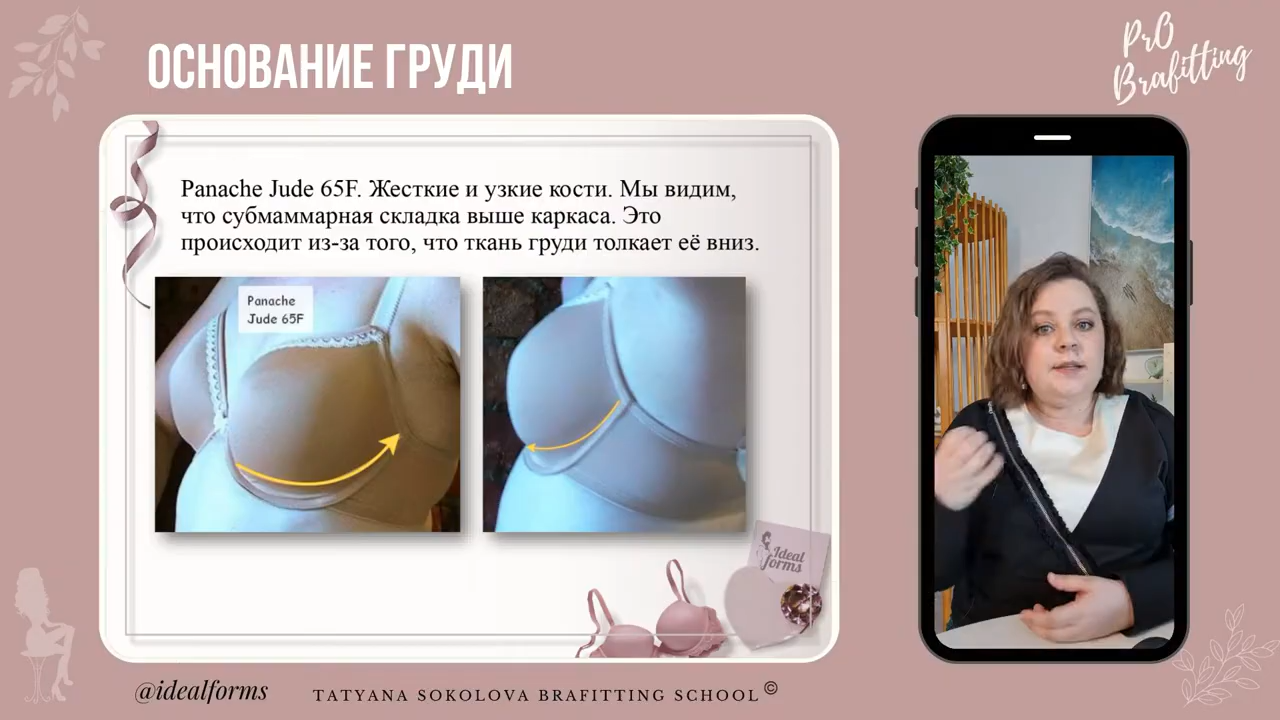 ОСНОВАНИЕ ГРУДИ
PrO
Brafitting
Panache Jude 65F. Жесткие и узкие кости. Мы видим,
что субмаммарная складка выше каркаса. Это
происходит из-за того, что ткань груди толкает её вниз.
Panache
Jude 65F
Ideal
forms
@idealforms
TATYANA SOKOLOVA BRAFITTING SCHOOL©